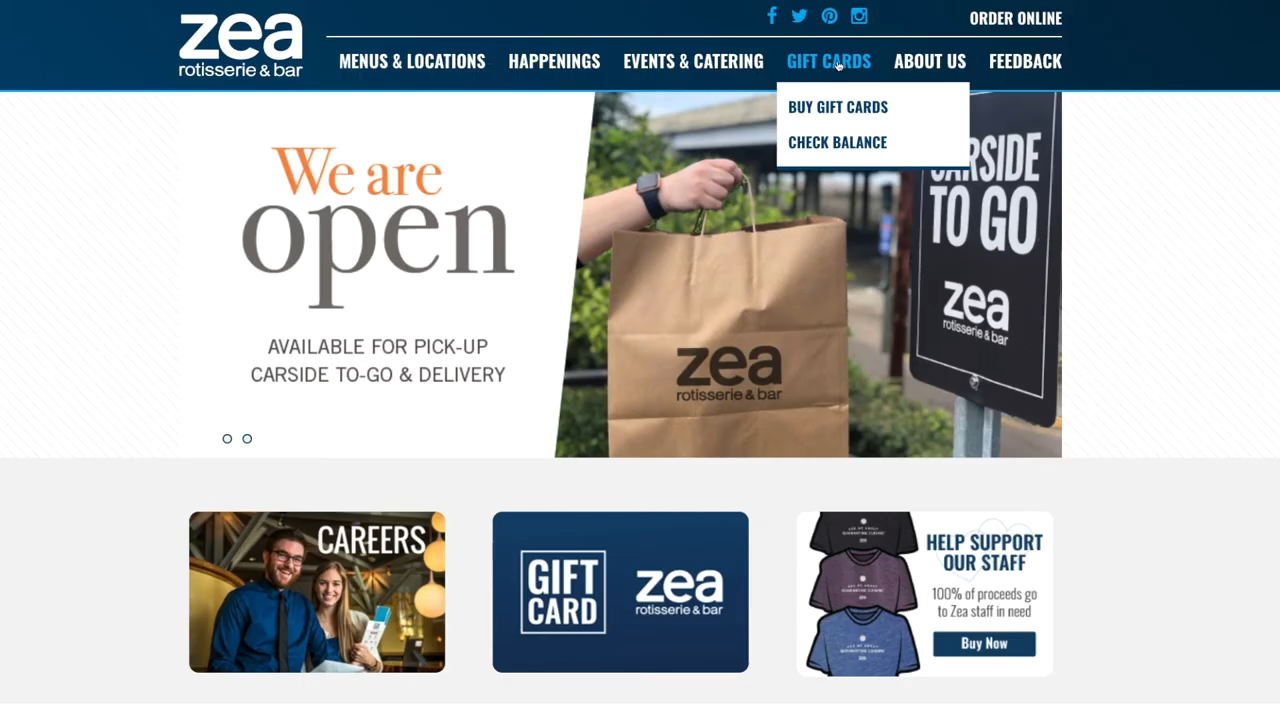 zea
rotisserie & bar
ORDER ONLINE
MENUS & LOCATIONS
HAPPENINGS
EVENTS & CATERING
GIFT CARDS
ABOUT US
FEEDBACK
BUY GIFT CARDS
CHECK BALANCE
We are
open
AVAILABLE FOR PICK-UP
CARSIDE TO-GO & DELIVERY
zea
rotisserie & bar
TO GO
zea
rotisserie & bar
CAREERS
GIFT
CARD
zea
rotisserie & bar
HELP SUPPORT
OUR STAFF
100% of proceeds go
to Zea staff in need
Buy Now